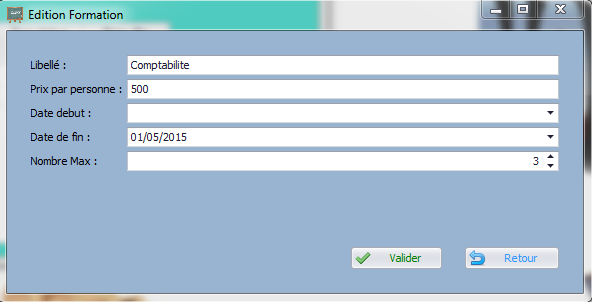 Edition Formation
Libellé : Comptabilite
Prix par personne : 500
Date debut :
Date de fin : 01/05/2015
Nombre Max : 3
Valider Retour